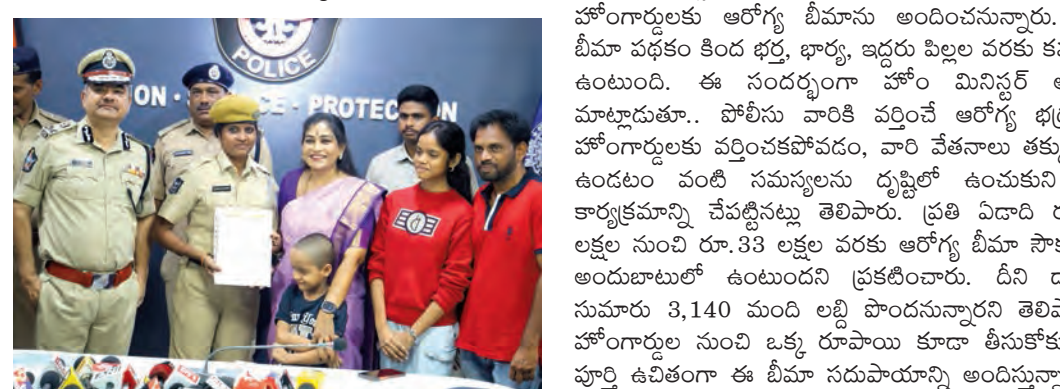 POLICE
ON · CE · PROTECTION
హోంగార్డులకు ఆరోగ్య బీమాను అందించనున్నారు.
బీమా పథకం కింద భర్త, భార్య, ఇద్దరు పిల్లల వరకు
ఉంటుంది. ఈ సందర్భంగా హోం మినిస్టర్
మాట్లాడుతూ.. పోలీసు వారికి వర్తించే ఆరోగ్య
హోంగార్డులకు వర్తించకపోవడం, వారి వేతనాలు
ఉండటం వంటి సమస్యలను దృష్టిలో ఉంచుకుని
కార్యక్రమాన్ని చేపట్టినట్లు తెలిపారు. ప్రతి ఏడాది
లక్షల నుంచి రూ.33 లక్షల వరకు ఆరోగ్య బీమా
అందుబాటులో ఉంటుందని ప్రకటించారు. దీని
సుమారు 3,140 మంది లబ్ది పొందనున్నారని
హోంగార్డుల నుంచి ఒక్క రూపాయి కూడా
పూర్తి ఉచితంగా ఈ బీమా సదుపాయాన్ని